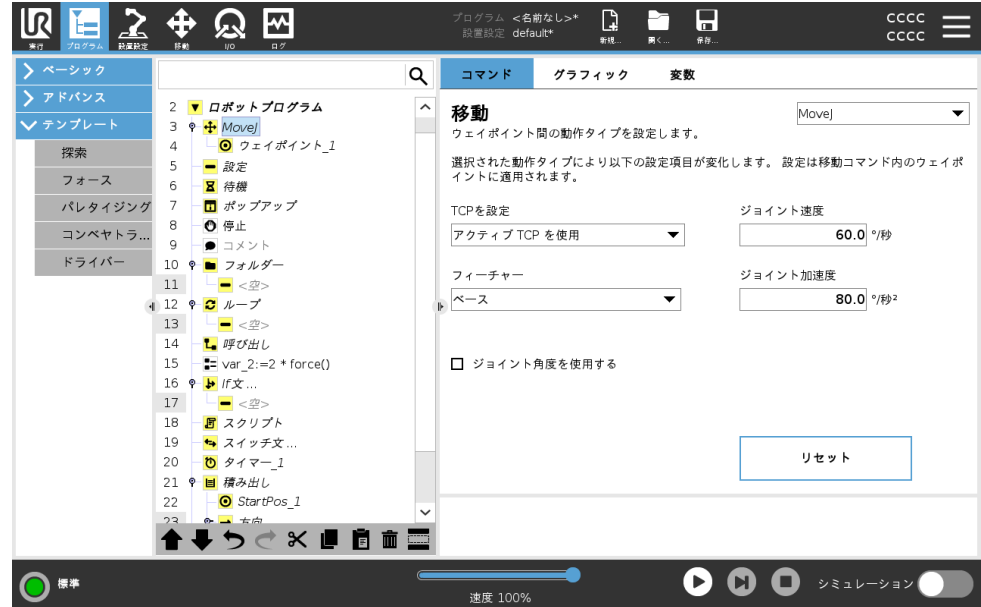 UR
実行
プログラム
設置設定
移動
I/O
ログ
プログラム <名前なし>*
設置設定 default*
新規...
開く...
保存...
CCCC
CCCC
ベーシック
アドバンス
テンプレート
探索
フォース
パレタイジング
コンベヤトラ...
ドライバー
2 ロボットプログラム
3 MoveJ
4 ウェイポイント_1
5 設定
6 待機
7 ポップアップ
8 停止
9 コメント
10 フォルダー
11 <空>
12 ループ
13 <空>
14 呼び出し
15 var_2:=2 * force()
16 If文 ...
17 <空>
18 スクリプト
19 スイッチ文 ...
20 タイマー_1
21 積み出し
22 StartPos_1
23 方向
コマンド グラフィック 変数
移動
MoveJ
ウェイポイント間の動作タイプを設定します。
選択された動作タイプにより以下の設定項目が変化します。 設定は移動コマンド内のウェイポ
イントに適用されます。
TCPを設定
ジョイント速度
アクティブ TCP を使用
60.0 °/秒
フィーチャー
ジョイント加速度
ベース
80.0 °/秒²
ジョイント角度を使用する
リセット
標準
速度 100%
シミュレーション